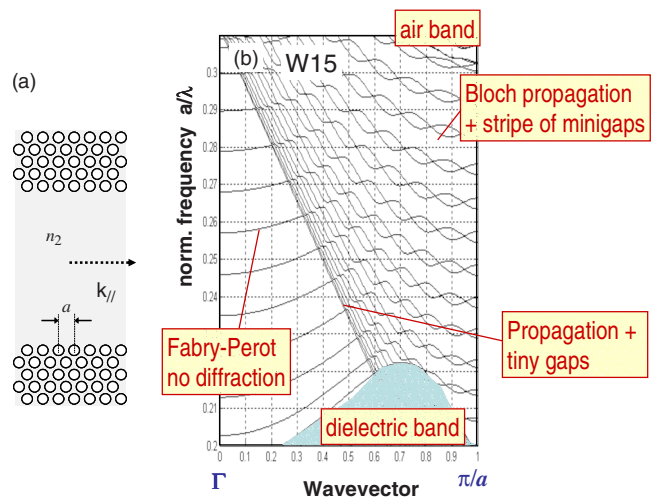 (a)
n₂
k//
a
(b)
W15
air band
Bloch propagation
+ stripe of minigaps
Fabry-Perot
no diffraction
Propagation +
tiny gaps
dielectric band
norm. frequency a/λ
0.3
0.29
0.28
0.27
0.26
0.25
0.24
0.23
0.22
0.21
0.2
0 0.1 0.2 0.3 0.4 0.5 0.6 0.7 0.8 0.9 1
Γ
Wavevector
π/a